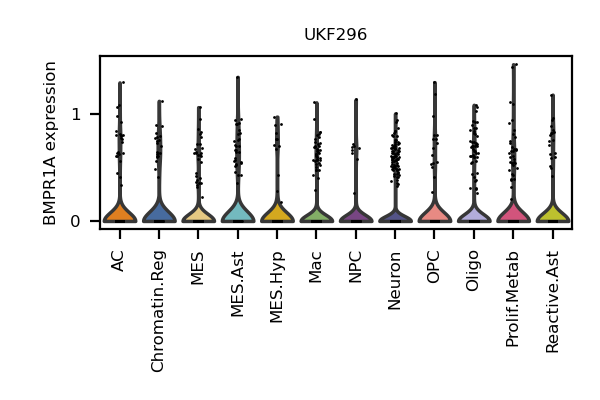 UKF296
BMPR1A expression
1
0
AC
Chromatin.Reg
MES
MES.Ast
MES.Hyp
Mac
NPC
Neuron
OPC
Oligo
Prolif.Metab
Reactive.Ast